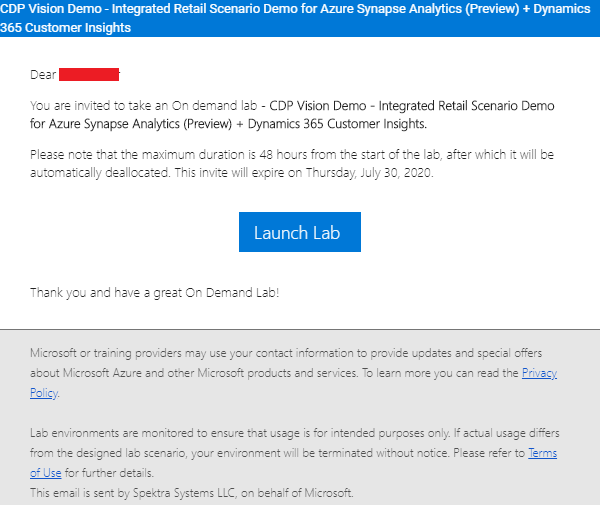 CDP Vision Demo - Integrated Retail Scenario Demo for Azure Synapse Analytics (Preview) + Dynamics
365 Customer Insights
Dear
You are invited to take an On demand lab - CDP Vision Demo - Integrated Retail Scenario Demo
for Azure Synapse Analytics (Preview) + Dynamics 365 Customer Insights.
Please note that the maximum duration is 48 hours from the start of the lab, after which it will be
automatically deallocated. This invite will expire on Thursday, July 30, 2020.
Launch Lab
Thank you and have a great On Demand Lab!
Microsoft or training providers may use your contact information to provide updates and special offers
about Microsoft Azure and other Microsoft products and services. To learn more you can read the Privacy
Policy.
Lab environments are monitored to ensure that usage is for intended purposes only. If actual usage differs
from the designed lab scenario, your environment will be terminated without notice. Please refer to Terms
of Use for further details.
This email is sent by Spektra Systems LLC, on behalf of Microsoft.